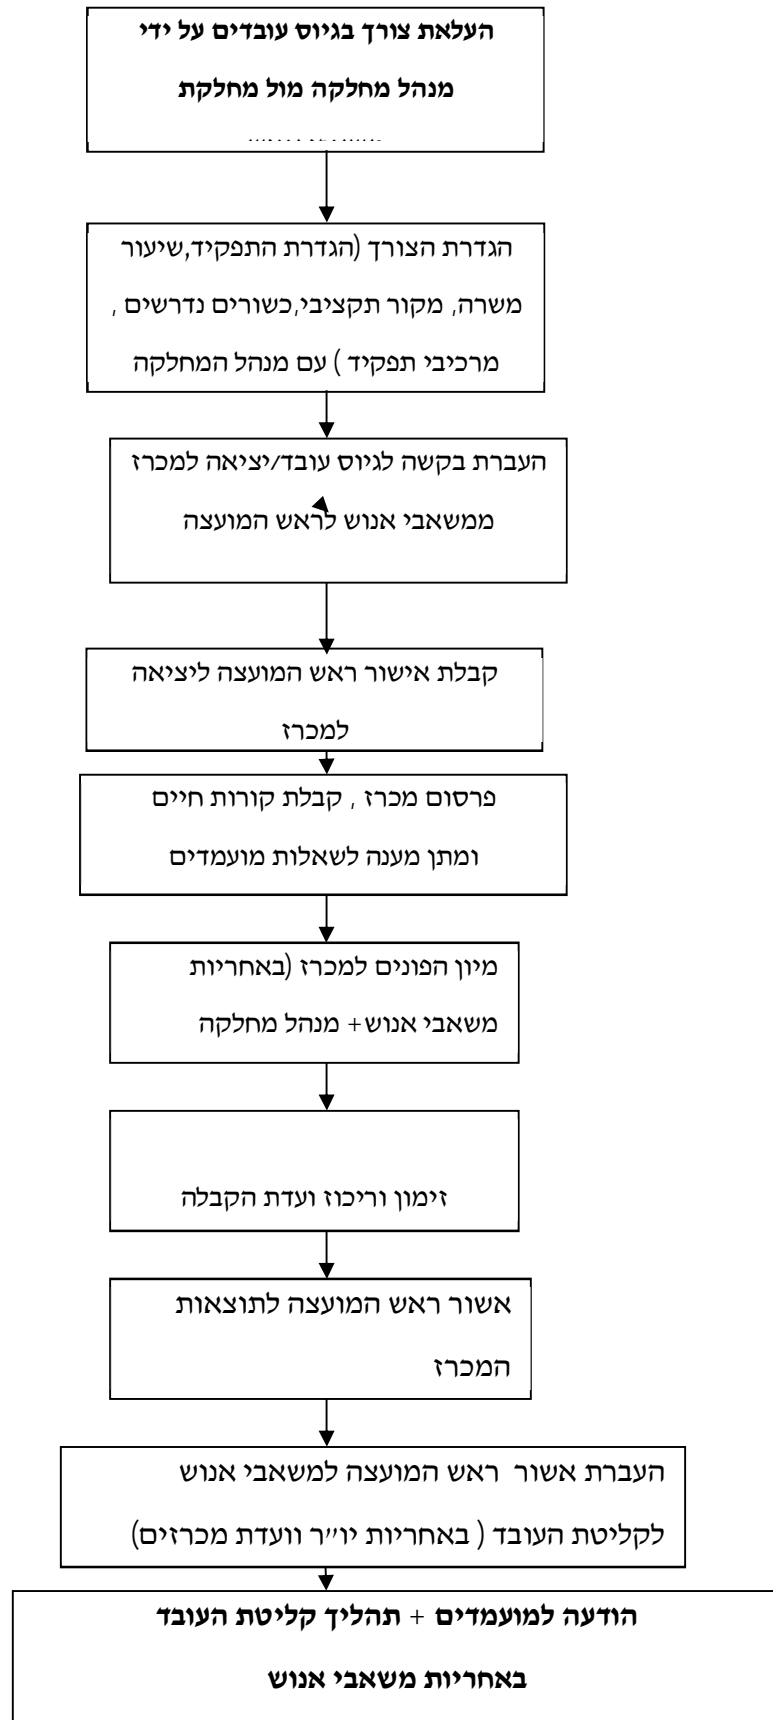 העלאת צורך בגיוס עובדים על ידי
מנהל מחלקה מול מחלקת
הגדרת הצורך (הגדרת התפקיד,שיעור
משרה, מקור תקציבי,כשורים נדרשים ,
מרכיבי תפקיד ) עם מנהל המחלקה
העברת בקשה לגיוס עובד/יציאה למכרז
ממשאבי אנוש לראש המועצה
קבלת אישור ראש המועצה ליציאה
למכרז
פרסום מכרז , קבלת קורות חיים
ומתן מענה לשאלות מועמדים
מיון הפונים למכרז (באחריות
משאבי אנוש+ מנהל מחלקה
זימון וריכוז ועדת הקבלה
אשור ראש המועצה לתוצאות
המכרז
העברת אשור ראש המועצה למשאבי אנוש
לקליטת העובד ( באחריות יו״ר וועדת מכרזים)
הודעה למועמדים + תהליך קליטת העובד
באחריות משאבי אנוש